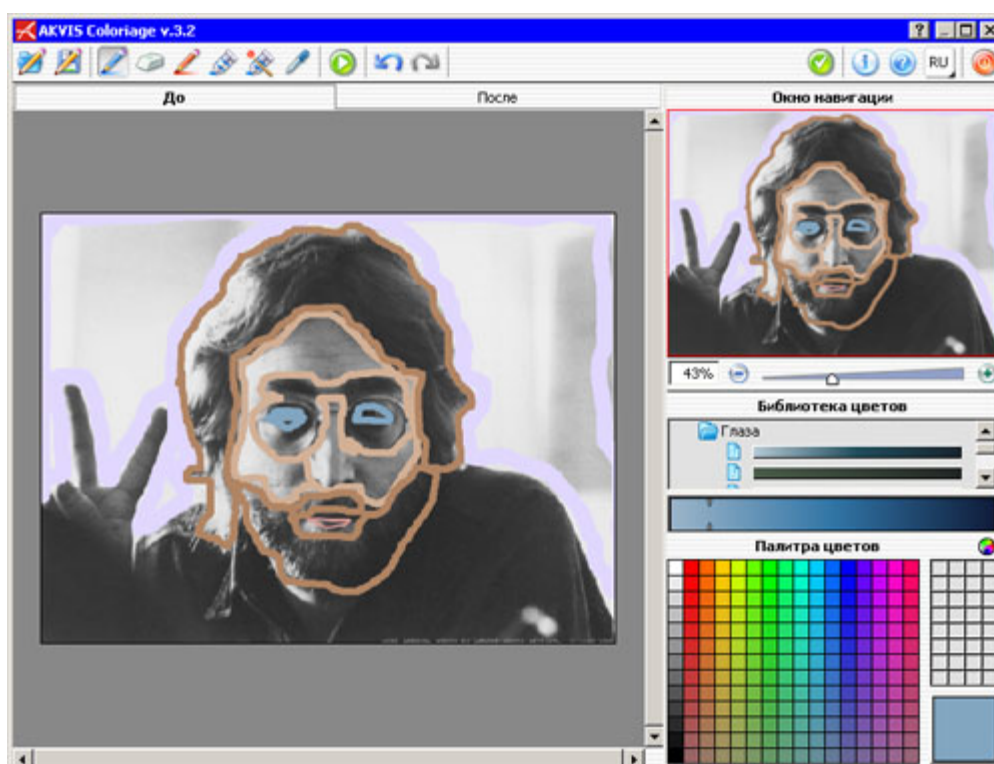 AKVIS Coloriage v.3.2
RU
До
После
Окно навигации
43%
Библиотека цветов
Глаза
Палитра цветов